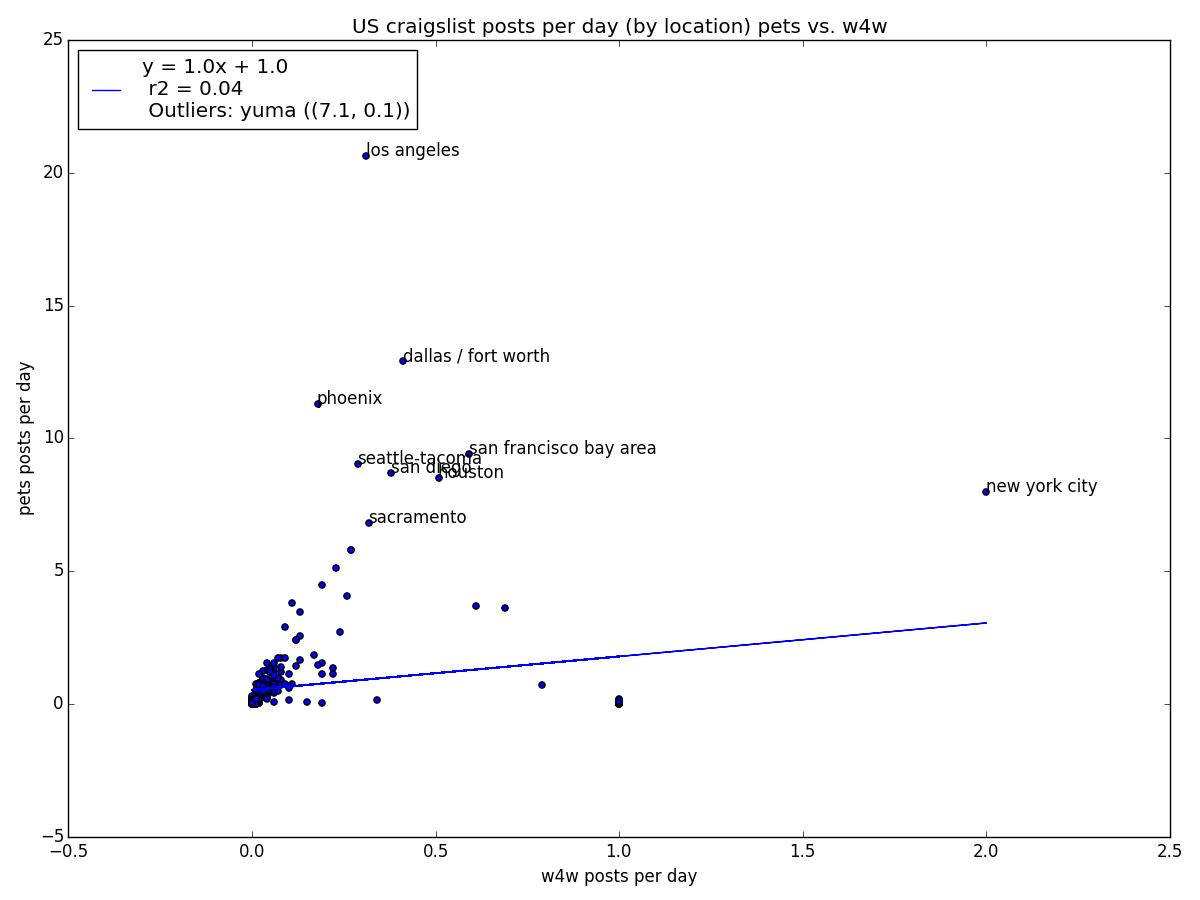 US craigslist posts per day (by location) pets vs. w4w
25
y = 1.0x + 1.0
r2 = 0.04
Outliers: yuma ((7.1, 0.1))
los angeles
20
15
dallas / fort worth
phoenix
10
san francisco bay area
seattle-tacoma
san diego
houston
new york city
sacramento
5
0
−5
pets posts per day
−0.5
0.0
0.5
1.0
1.5
2.0
2.5
w4w posts per day